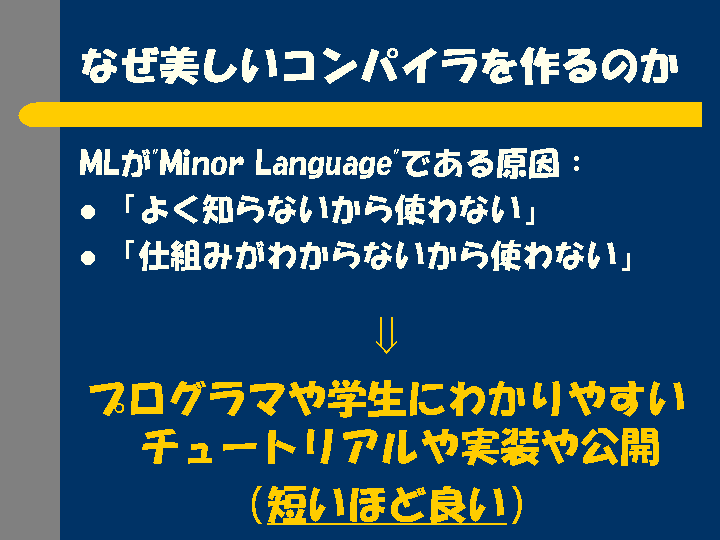 なぜ美しいコンパイラを作るのか
MLが"Minor Language"である原因：
● 「よく知らないから使わない」
● 「仕組みがわからないから使わない」
⇓
プログラマや学生にわかりやすい
チュートリアルや実装や公開
（短いほど良い）